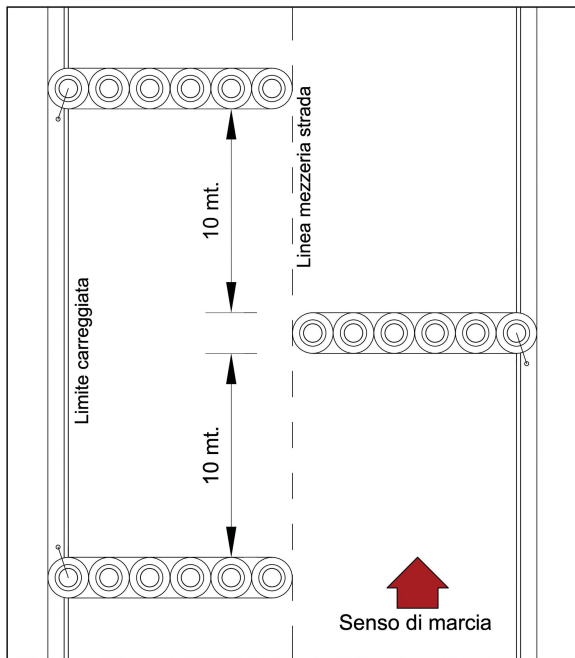 Linea mezzeria strada
10 mt.
Limite carreggiata
10 mt.
Senso di marcia